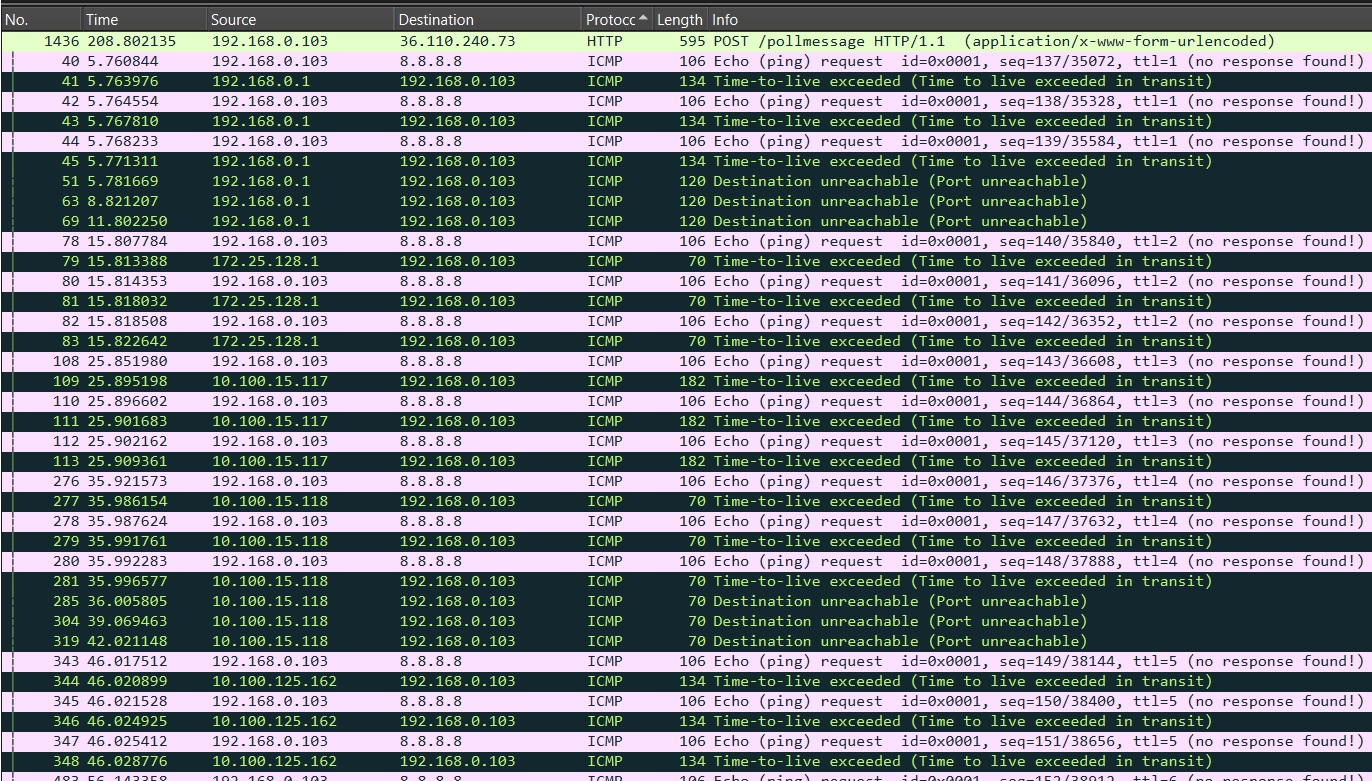 No. Time Source Destination Protocc Length Info
1436 208.802135 192.168.0.103 36.110.240.73 HTTP 595 POST /pollmessage HTTP/1.1 (application/x-www-form-urlencoded)
40 5.760844 192.168.0.103 8.8.8.8 ICMP 106 Echo (ping) request id=0x0001, seq=137/35072, ttl=1 (no response found!)
41 5.763976 192.168.0.1 192.168.0.103 ICMP 134 Time-to-live exceeded (Time to live exceeded in transit)
42 5.764554 192.168.0.103 8.8.8.8 ICMP 106 Echo (ping) request id=0x0001, seq=138/35328, ttl=1 (no response found!)
43 5.767810 192.168.0.1 192.168.0.103 ICMP 134 Time-to-live exceeded (Time to live exceeded in transit)
44 5.768233 192.168.0.103 8.8.8.8 ICMP 106 Echo (ping) request id=0x0001, seq=139/35584, ttl=1 (no response found!)
45 5.771311 192.168.0.1 192.168.0.103 ICMP 134 Time-to-live exceeded (Time to live exceeded in transit)
51 5.781669 192.168.0.1 192.168.0.103 ICMP 120 Destination unreachable (Port unreachable)
63 8.821207 192.168.0.1 192.168.0.103 ICMP 120 Destination unreachable (Port unreachable)
69 11.802250 192.168.0.1 192.168.0.103 ICMP 120 Destination unreachable (Port unreachable)
78 15.807784 192.168.0.103 8.8.8.8 ICMP 106 Echo (ping) request id=0x0001, seq=140/35840, ttl=2 (no response found!)
79 15.813388 172.25.128.1 192.168.0.103 ICMP 70 Time-to-live exceeded (Time to live exceeded in transit)
80 15.814353 192.168.0.103 8.8.8.8 ICMP 106 Echo (ping) request id=0x0001, seq=141/36096, ttl=2 (no response found!)
81 15.818032 172.25.128.1 192.168.0.103 ICMP 70 Time-to-live exceeded (Time to live exceeded in transit)
82 15.818508 192.168.0.103 8.8.8.8 ICMP 106 Echo (ping) request id=0x0001, seq=142/36352, ttl=2 (no response found!)
83 15.822642 172.25.128.1 192.168.0.103 ICMP 70 Time-to-live exceeded (Time to live exceeded in transit)
108 25.851980 192.168.0.103 8.8.8.8 ICMP 106 Echo (ping) request id=0x0001, seq=143/36608, ttl=3 (no response found!)
109 25.895198 10.100.15.117 192.168.0.103 ICMP 182 Time-to-live exceeded (Time to live exceeded in transit)
110 25.896602 192.168.0.103 8.8.8.8 ICMP 106 Echo (ping) request id=0x0001, seq=144/36864, ttl=3 (no response found!)
111 25.901683 10.100.15.117 192.168.0.103 ICMP 182 Time-to-live exceeded (Time to live exceeded in transit)
112 25.902162 192.168.0.103 8.8.8.8 ICMP 106 Echo (ping) request id=0x0001, seq=145/37120, ttl=3 (no response found!)
113 25.909361 10.100.15.117 192.168.0.103 ICMP 182 Time-to-live exceeded (Time to live exceeded in transit)
276 35.921573 192.168.0.103 8.8.8.8 ICMP 106 Echo (ping) request id=0x0001, seq=146/37376, ttl=4 (no response found!)
277 35.986154 10.100.15.118 192.168.0.103 ICMP 70 Time-to-live exceeded (Time to live exceeded in transit)
278 35.987624 192.168.0.103 8.8.8.8 ICMP 106 Echo (ping) request id=0x0001, seq=147/37632, ttl=4 (no response found!)
279 35.991761 10.100.15.118 192.168.0.103 ICMP 70 Time-to-live exceeded (Time to live exceeded in transit)
280 35.992283 192.168.0.103 8.8.8.8 ICMP 106 Echo (ping) request id=0x0001, seq=148/37888, ttl=4 (no response found!)
281 35.996577 10.100.15.118 192.168.0.103 ICMP 70 Time-to-live exceeded (Time to live exceeded in transit)
285 36.005805 10.100.15.118 192.168.0.103 ICMP 70 Destination unreachable (Port unreachable)
304 39.069463 10.100.15.118 192.168.0.103 ICMP 70 Destination unreachable (Port unreachable)
319 42.021148 10.100.15.118 192.168.0.103 ICMP 70 Destination unreachable (Port unreachable)
343 46.017512 192.168.0.103 8.8.8.8 ICMP 106 Echo (ping) request id=0x0001, seq=149/38144, ttl=5 (no response found!)
344 46.020899 10.100.125.162 192.168.0.103 ICMP 134 Time-to-live exceeded (Time to live exceeded in transit)
345 46.021528 192.168.0.103 8.8.8.8 ICMP 106 Echo (ping) request id=0x0001, seq=150/38400, ttl=5 (no response found!)
346 46.024925 10.100.125.162 192.168.0.103 ICMP 134 Time-to-live exceeded (Time to live exceeded in transit)
347 46.025412 192.168.0.103 8.8.8.8 ICMP 106 Echo (ping) request id=0x0001, seq=151/38656, ttl=5 (no response found!)
348 46.028776 10.100.125.162 192.168.0.103 ICMP 134 Time-to-live exceeded (Time to live exceeded in transit)
192.168.0.103 8.8.8.8 ICMP 106 Echo (ping) request id=0x0001, (no response found!)